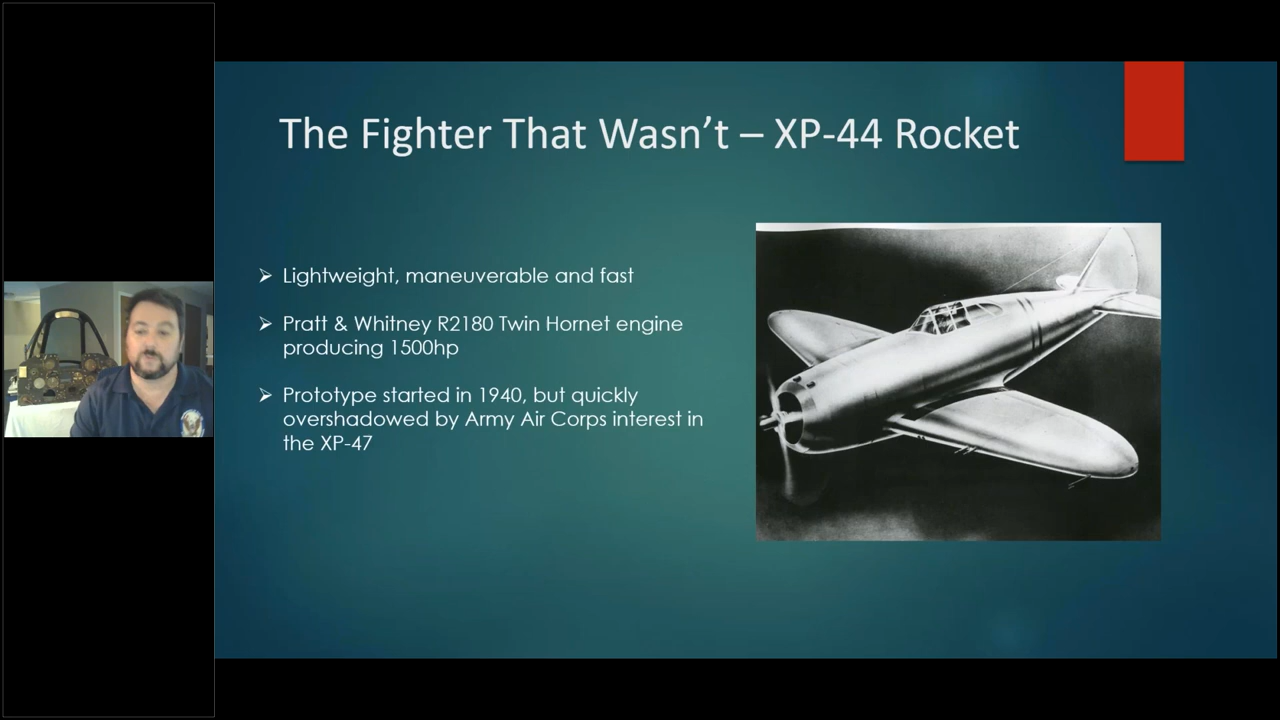 The Fighter That Wasn’t – XP-44 Rocket
Lightweight, maneuverable and fast
Pratt & Whitney R2180 Twin Hornet engine
producing 1500hp
Prototype started in 1940, but quickly
overshadowed by Army Air Corps interest in
the XP-47